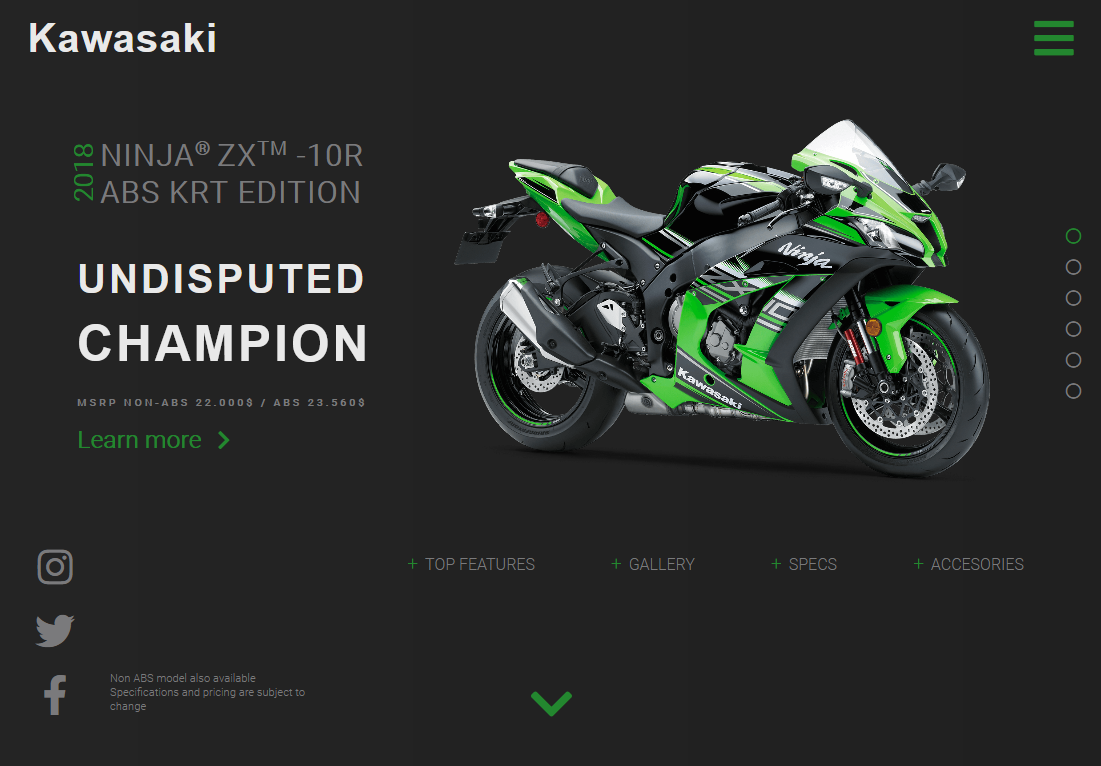 Kawasaki
2018
NINJA® ZX™ -10R
ABS KRT EDITION
UNDISPUTED
CHAMPION
MSRP NON-ABS 22.000$ / ABS 23.560$
Learn more
Ninja
Kawasaki
+ TOP FEATURES
+ GALLERY
+ SPECS
+ ACCESORIES
Non ABS model also available
Specifications and pricing are subject to
change